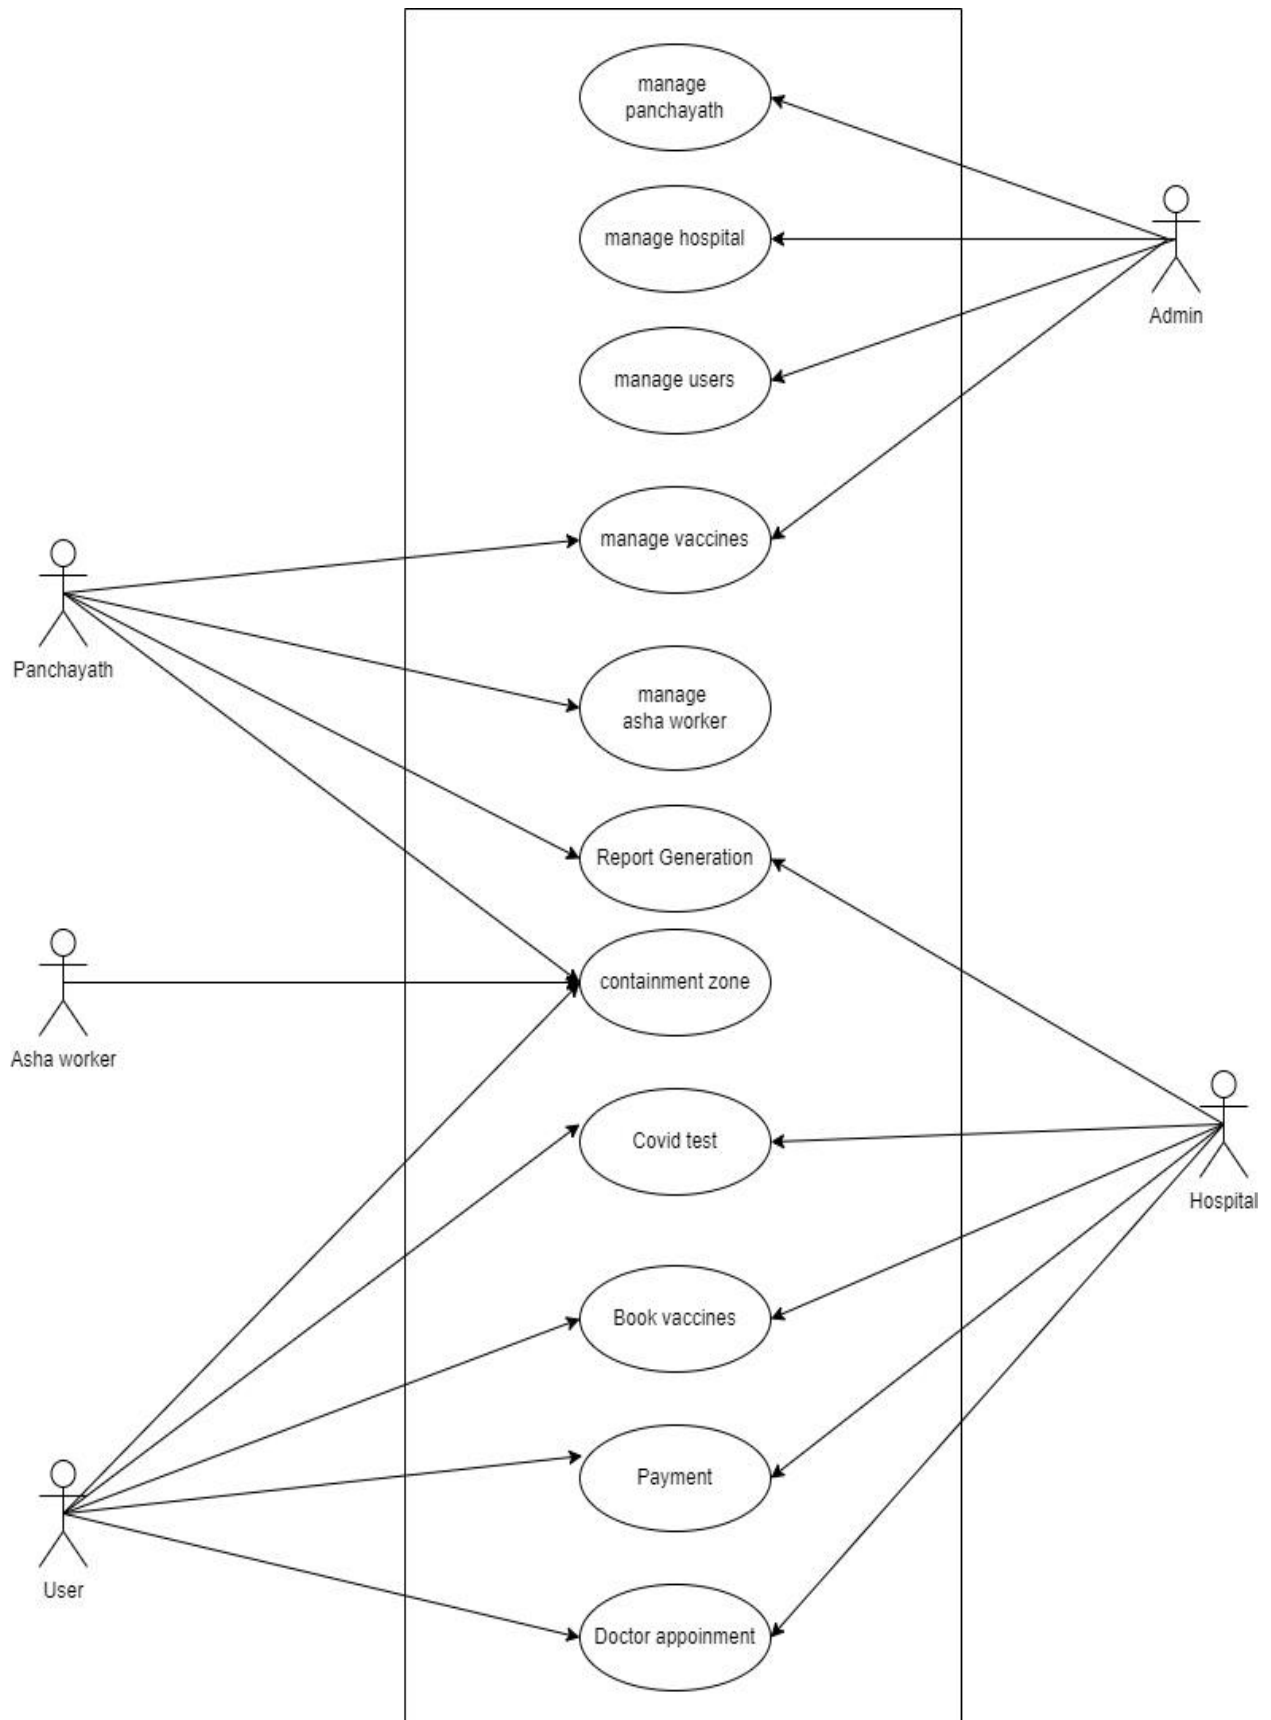 manage
panchayath
manage hospital
Admin
manage users
manage vaccines
Panchayath
manage
asha worker
Report Generation
containment zone
Asha worker
Covid test
Hospital
Book vaccines
Payment
User
Doctor appoinment